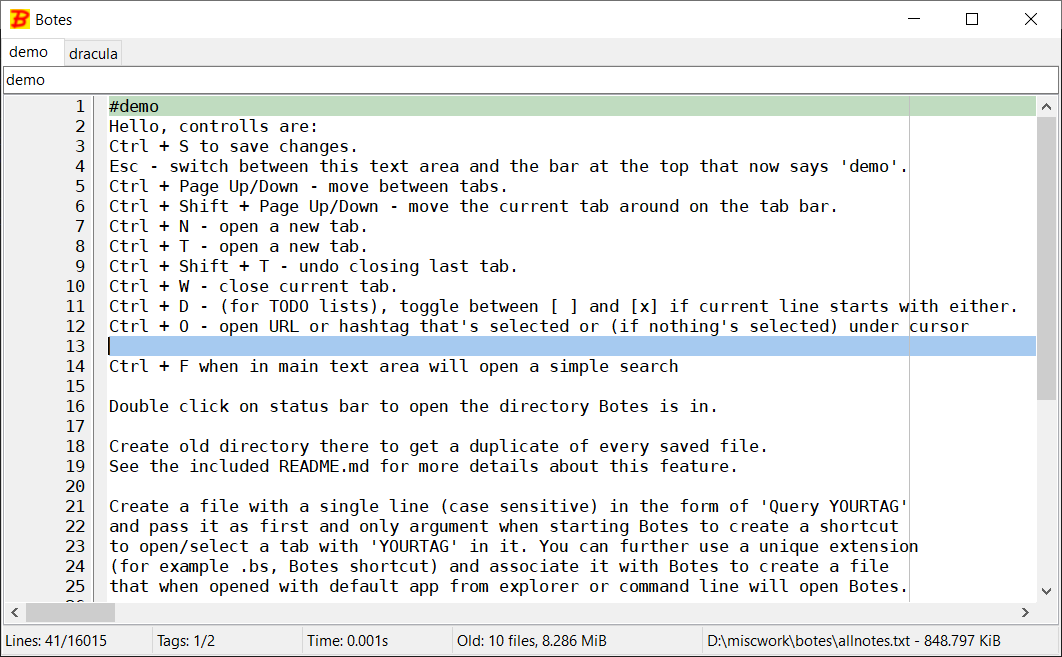 Botes
demo dracula
demo
1 #demo
2 Hello, controlls are:
3 Ctrl + S to save changes.
4 Esc - switch between this text area and the bar at the top that now says 'demo'.
5 Ctrl + Page Up/Down - move between tabs.
6 Ctrl + Shift + Page Up/Down - move the current tab around on the tab bar.
7 Ctrl + N - open a new tab.
8 Ctrl + T - open a new tab.
9 Ctrl + Shift + T - undo closing last tab.
10 Ctrl + W - close current tab.
11 Ctrl + D - (for TODO lists), toggle between [ ] and [x] if current line starts with either.
12 Ctrl + O - open URL or hashtag that's selected or (if nothing's selected) under cursor
13
14 Ctrl + F when in main text area will open a simple search
15
16 Double click on status bar to open the directory Botes is in.
17
18 Create old directory there to get a duplicate of every saved file.
19 See the included README.md for more details about this feature.
20
21 Create a file with a single line (case sensitive) in the form of 'Query YOURTAG'
22 and pass it as first and only argument when starting Botes to create a shortcut
23 to open/select a tab with 'YOURTAG' in it. You can further use a unique extension
24 (for example .bs, Botes shortcut) and associate it with Botes to create a file
25 that when opened with default app from explorer or command line will open Botes.
Lines: 41/16015 Tags: 1/2 Time: 0.001s Old: 10 files, 8.286 MiB D:\miscwork\botes\allnotes.txt - 848.797 KiB